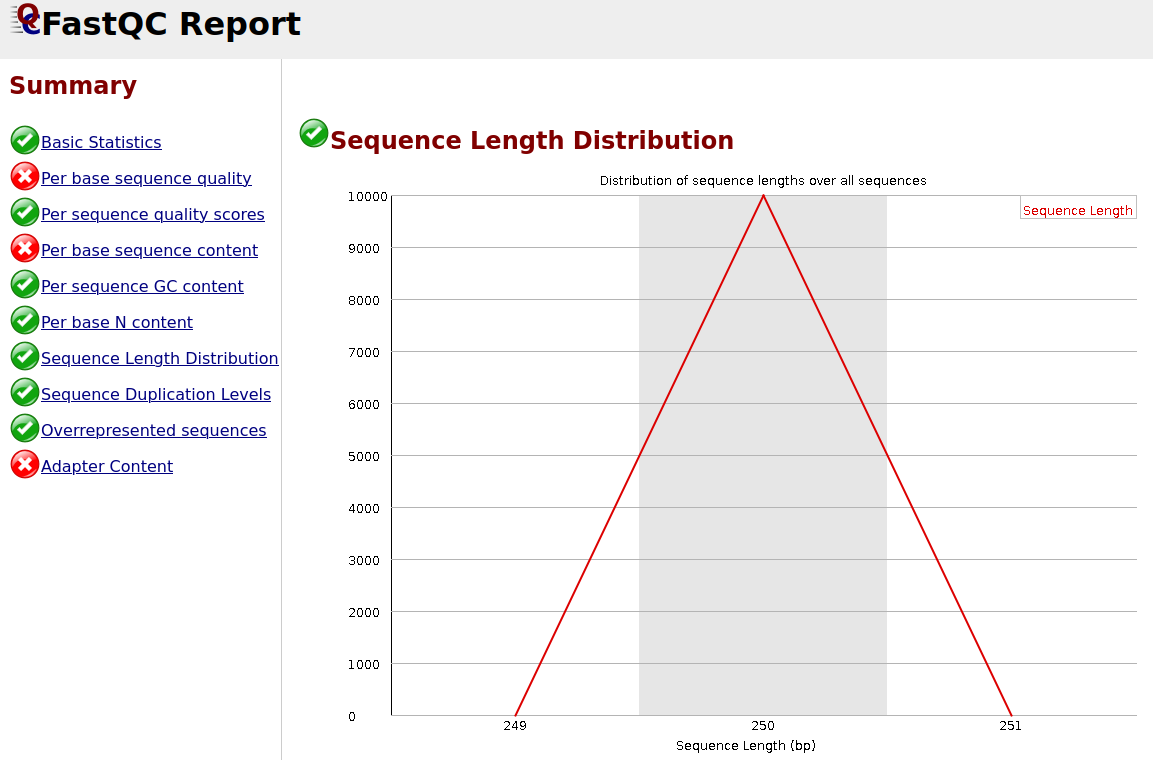 FastQC Report
Summary
Basic Statistics
Per base sequence quality
Per sequence quality scores
Per base sequence content
Per sequence GC content
Per base N content
Sequence Length Distribution
Sequence Duplication Levels
Overrepresented sequences
Adapter Content
Sequence Length Distribution
Distribution of sequence lengths over all sequences
Sequence Length
10000
9000
8000
7000
6000
5000
4000
3000
2000
1000
0
249 250 251
Sequence Length (bp)